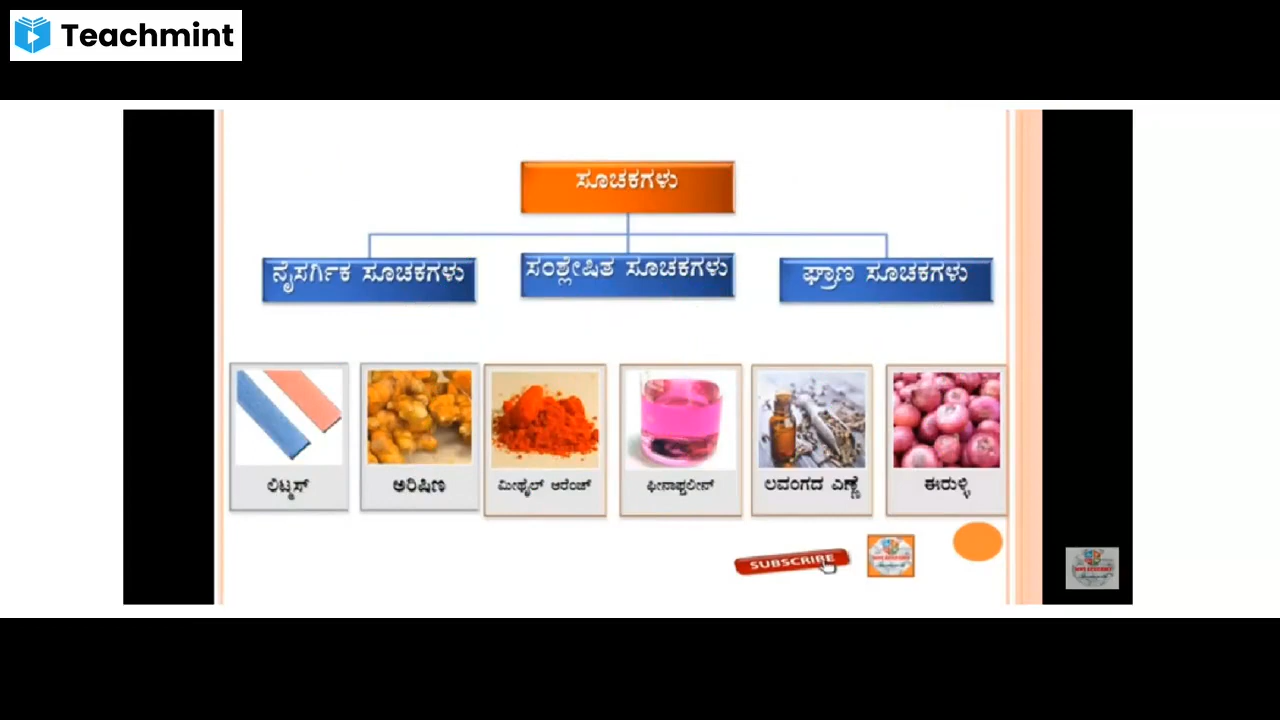 Teachmint
ಸೂಚಕಗಳು
ನೈಸರ್ಗಿಕ ಸೂಚಕಗಳು
ಸಂಶ್ಲೇಷಿತ ಸೂಚಕಗಳು
ಘ್ರಾಣ ಸೂಚಕಗಳು
ಲಿಟ್ಮಸ್
ಅರಿಷಿಣ
ಮೀಥೈಲ್ ಆರೆಂಜ್
ಫೀನಾಫ್ತಲೀನ್
ಲವಂಗದ ಎಣ್ಣೆ
ಈರುಳ್ಳಿ
SUBSCRIBE